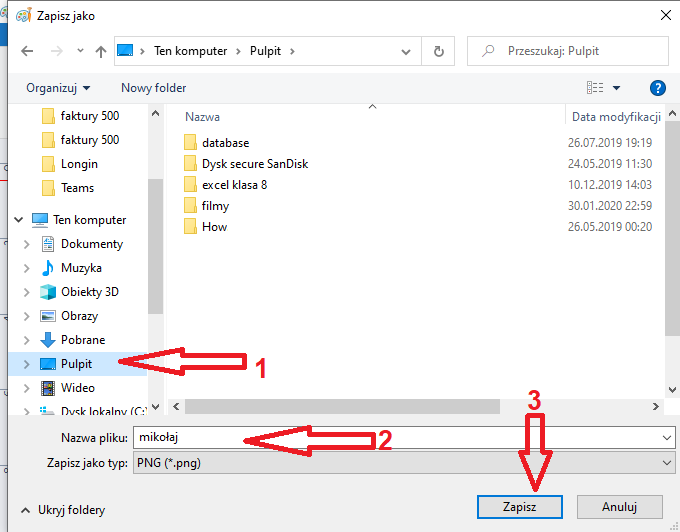 Zapisz jako
Ten komputer
Pulpit
Przeszukaj: Pulpit
Organizuj
Nowy folder
faktury 500
faktury 500
Longin
Teams
Ten komputer
Dokumenty
Muzyka
Obiekty 3D
Obrazy
Pobrane
Pulpit
Wideo
Dysk lokalny (C:)
1
Nazwa
Data modyfikacji
database
26.07.2019 19:19
Dysk secure SanDisk
24.05.2019 11:30
excel klasa 8
10.12.2019 14:03
filmy
30.01.2020 22:59
How
26.05.2019 00:20
Nazwa pliku:
mikołaj
2
3
Zapisz jako typ:
PNG (*.png)
Ukryj foldery
Zapisz
Anuluj